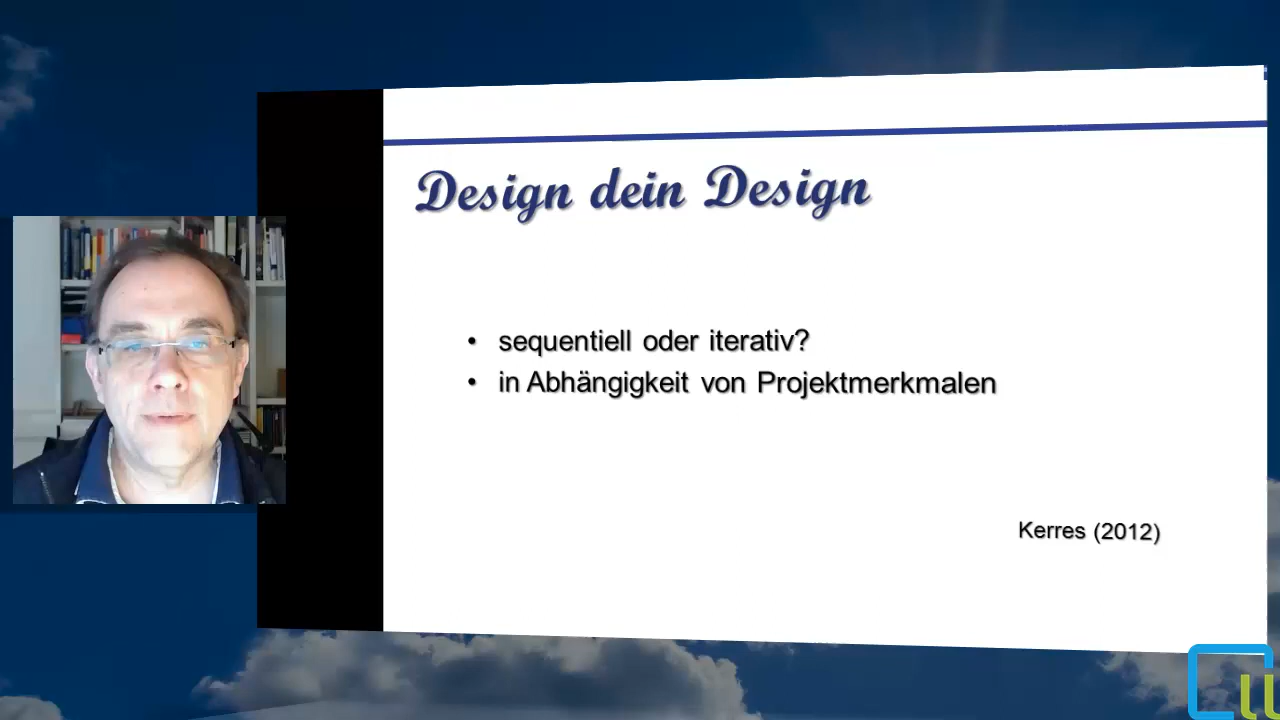 Design dein Design
• sequentiell oder iterativ?
• in Abhängigkeit von Projektmerkmalen
Kerres (2012)